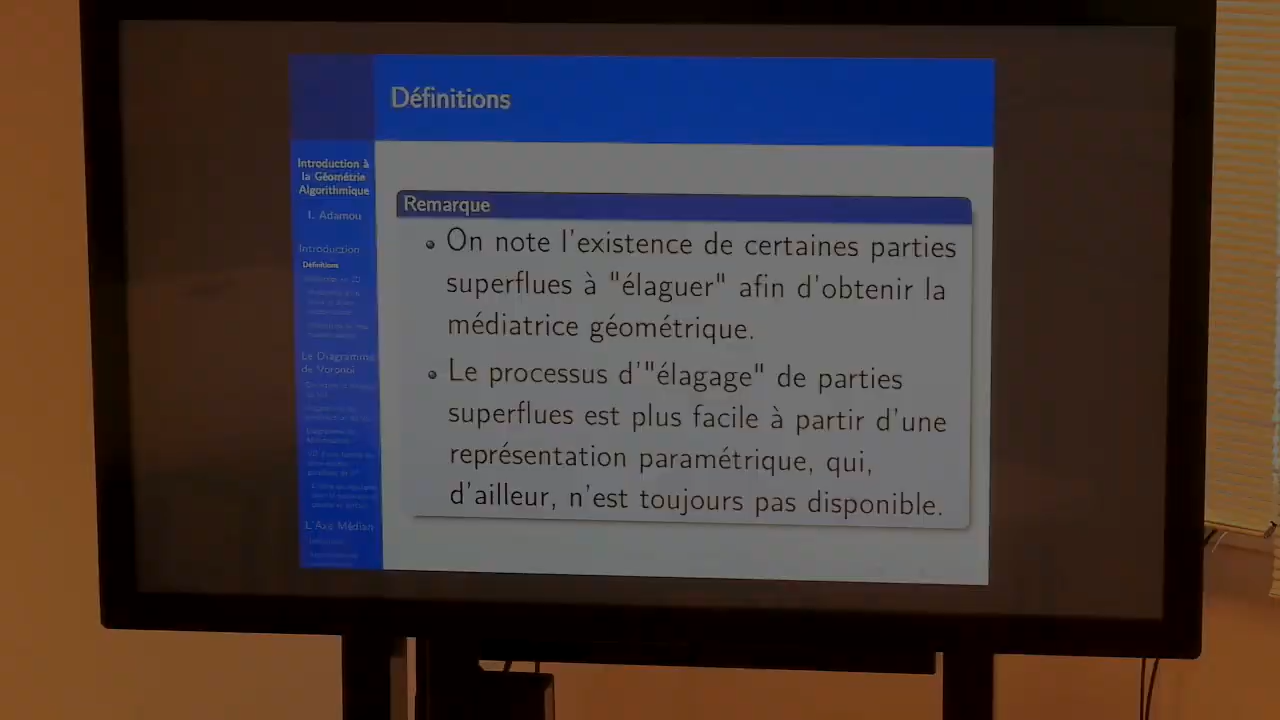 Définitions
Introduction à
la Géométrie
Algorithmique
I. Adamou
Introduction
Définitions
Le Diagramme
de Voronoi
L'Axe Médian
Remarque
On note l'existence de certaines parties
superflues à "élaguer" afin d'obtenir la
médiatrice géométrique.
Le processus d'"élagage" de parties
superflues est plus facile à partir d'une
représentation paramétrique, qui,
d'ailleur, n'est toujours pas disponible.